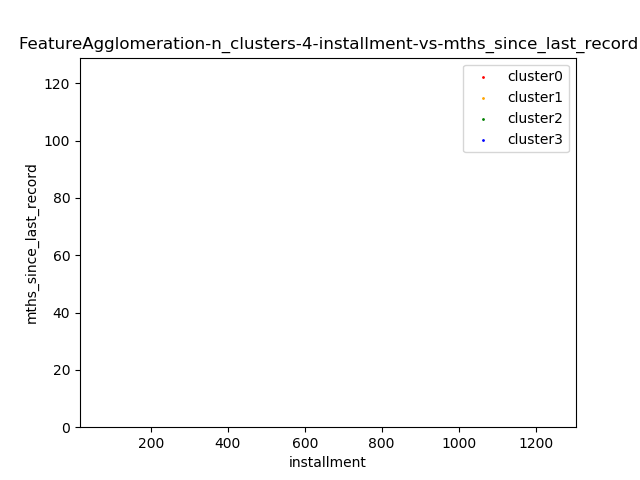 FeatureAgglomeration-n_clusters-4-installment-vs-mths_since_last_record
cluster0
cluster1
cluster2
cluster3
120
100
80
60
40
20
0
mths_since_last_record
200 400 600 800 1000 1200
installment